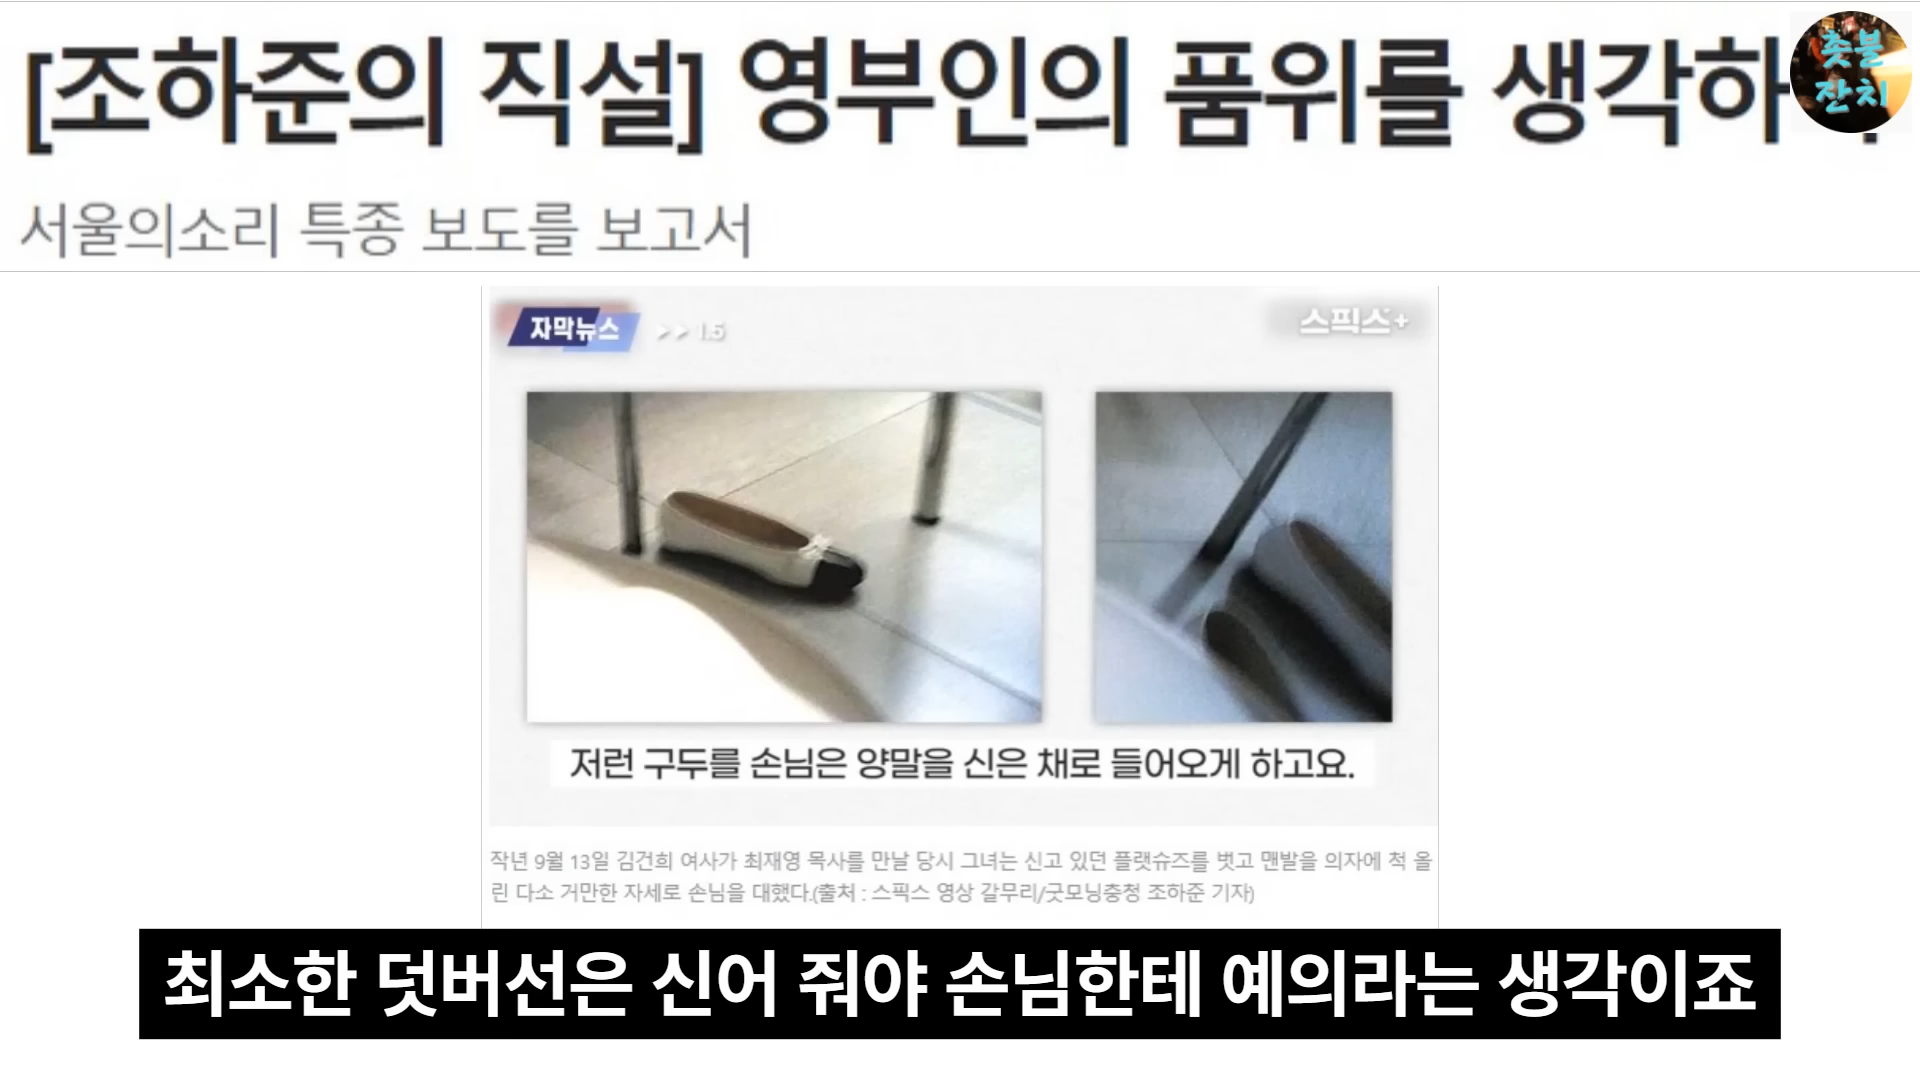 [조하준의 직설] 영부인의 품위를 생각하
촛불
잔치
서울의소리 특종 보도를 보고서
자막뉴스 ▶▶ 1.5
스픽스+
저런 구두를 손님은 양말을 신은 채로 들어오게 하고요.
작년 9월 13일 김건희 여사가 최재영 목사를 만날 당시 그녀는 신고 있던 플랫슈즈를 벗고 맨발을 의자에 척 올
린 다소 거만한 자세로 손님을 대했다.(출처 : 스픽스 영상 갈무리/굿모닝충청 조하준 기자)
최소한 덧버선은 신어 줘야 손님한테 예의라는 생각이죠